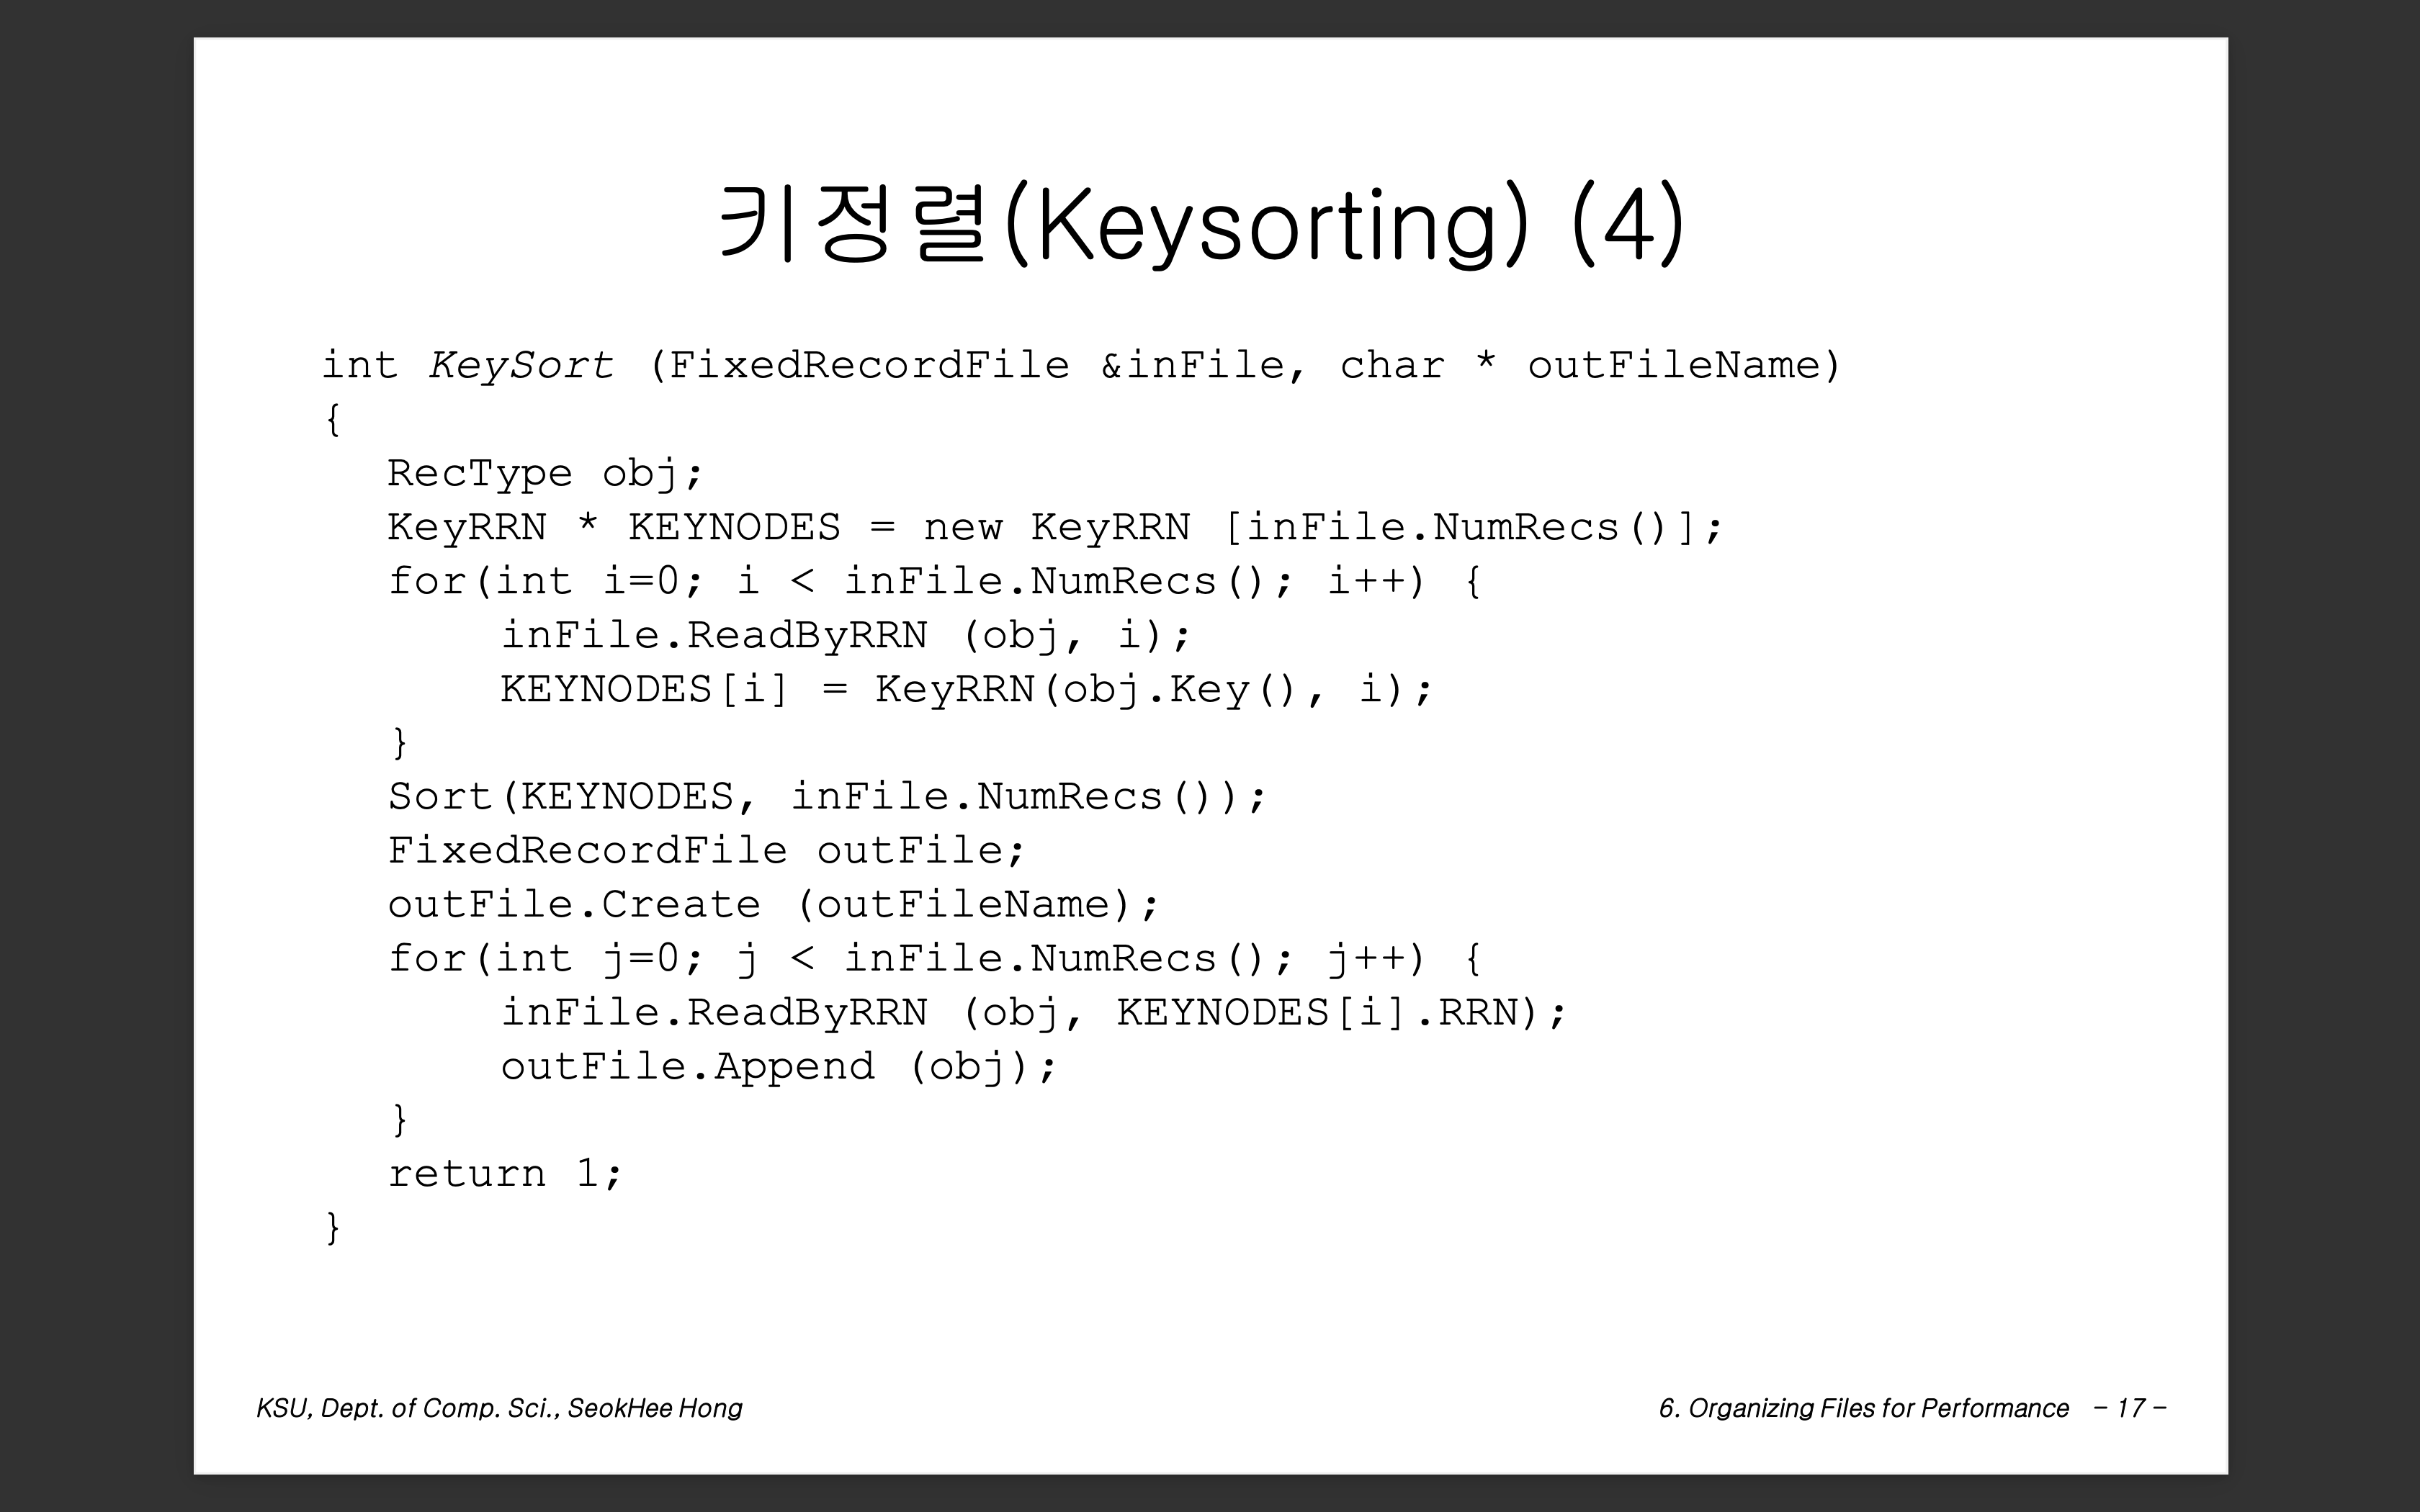 키정렬(Keysorting) (4)
int KeySort (FixedRecordFile &inFile, char * outFileName)
{
RecType obj;
KeyRRN * KEYNODES = new KeyRRN [inFile.NumRecs()];
for(int i=0; i < inFile.NumRecs(); i++) {
inFile.ReadByRRN (obj, i);
KEYNODES[i] = KeyRRN(obj.Key(), i);
}
Sort(KEYNODES, inFile.NumRecs());
FixedRecordFile outFile;
outFile.Create (outFileName);
for(int j=0; j < inFile.NumRecs(); j++) {
inFile.ReadByRRN (obj, KEYNODES[i].RRN);
outFile.Append (obj);
}
return 1;
}
KSU, Dept. of Comp. Sci., SeokHee Hong
6. Organizing Files for Performance - 17 -